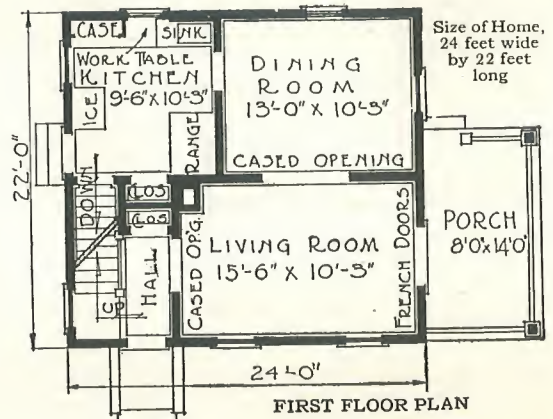 CASE
SINK
WORK TABLE
KITCHEN
9'-6" X 10'-3"
ICE
RANGE
DINING
ROOM
13'-0" X 10'-3"
CASED OPENING
Size of Home,
24 feet wide
by 22 feet
long
22'-0"
DOWN
CLOS
CLOS
HALL
CASED OP'G.
LIVING ROOM
15'-6" X 10'-3"
FRENCH DOORS
PORCH
8'0" X 14'0"
24'-0"
FIRST FLOOR PLAN